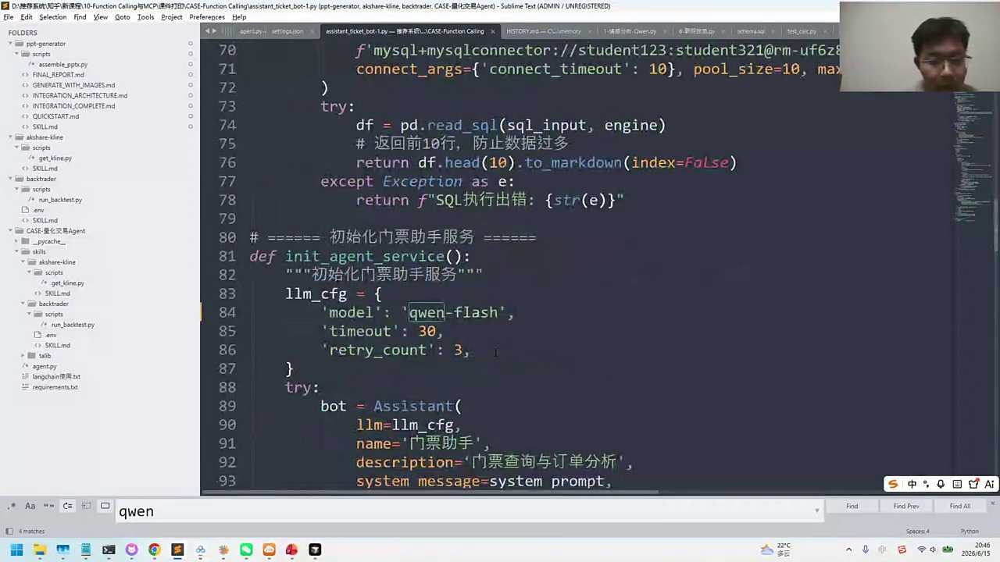 D:\推荐系统\知乎\新课程\10-Function Calling与MCP\课件打印\CASE-Function Calling\assistant_ticket_bot-1.py (ppt-generator, akshare-kline, backtrader, CASE-量化交易Agent) - Sublime Text (ADMIN / UNREGISTERED)
File Edit Selection Find View Goto Tools Project Preferences Help
FOLDERS
ppt-generator
scripts
assemble_pptx.py
FINAL_REPORT.md
GENERATE_WITH_IMAGES.md
INTEGRATION_ARCHITECTURE.md
INTEGRATION_COMPLETE.md
QUICKSTART.md
SKILL.md
akshare-kline
scripts
get_kline.py
SKILL.md
backtrader
scripts
run_backtest.py
.env
SKILL.md
CASE-量化交易Agent
__pycache__
skills
akshare-kline
scripts
get_kline.py
SKILL.md
backtrader
scripts
run_backtest.py
.env
SKILL.md
talib
agent.py
langchain使用.txt
requirements.txt
agent.py
settings.json
assistant_ticket_bot-1.py — 推荐系统\...\CASE-Function Calling
HISTORY.md — C:\...\memory
1-情感分析-Qwen.py
schema.sql
test_calc.py
70 f'mysql+mysqlconnector://student123:student321@rm-uf6z8
71 connect_args={'connect_timeout': 10}, pool_size=10, max
72 )
73 try:
74 df = pd.read_sql(sql_input, engine)
75 # 返回前10行，防止数据过多
76 return df.head(10).to_markdown(index=False)
77 except Exception as e:
78 return f"SQL执行出错: {str(e)}"
79
80 # ====== 初始化门票助手服务 ======
81 def init_agent_service():
82 """初始化门票助手服务"""
83 llm_cfg = {
84 'model': 'qwen-flash',
85 'timeout': 30,
86 'retry_count': 3,
87 }
88 try:
89 bot = Assistant(
90 llm=llm_cfg,
91 name='门票助手',
92 description='门票查询与订单分析',
93 system_message=system_prompt,
中
Ai
.* Aa “” qwen Find Find Prev Find All
4 matches Spaces: 4 Python
22°C
多云
中
20:46
2026/6/15